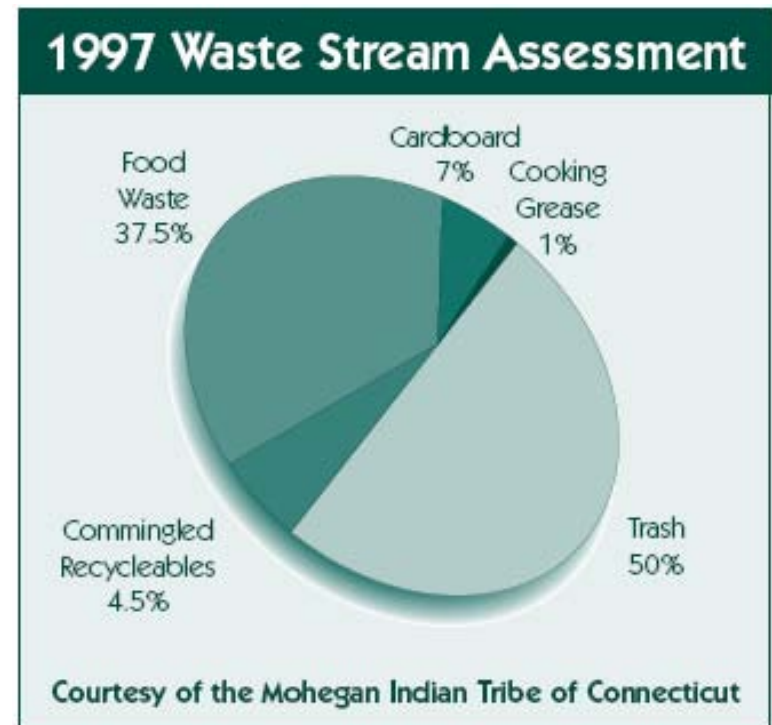 1997 Waste Stream Assessment
Cardboard
7%
Food
Waste
37.5%
Cooking
Grease
1%
Commingled
Recycleables
4.5%
Trash
50%
Courtesy of the Mohegan Indian Tribe of Connecticut